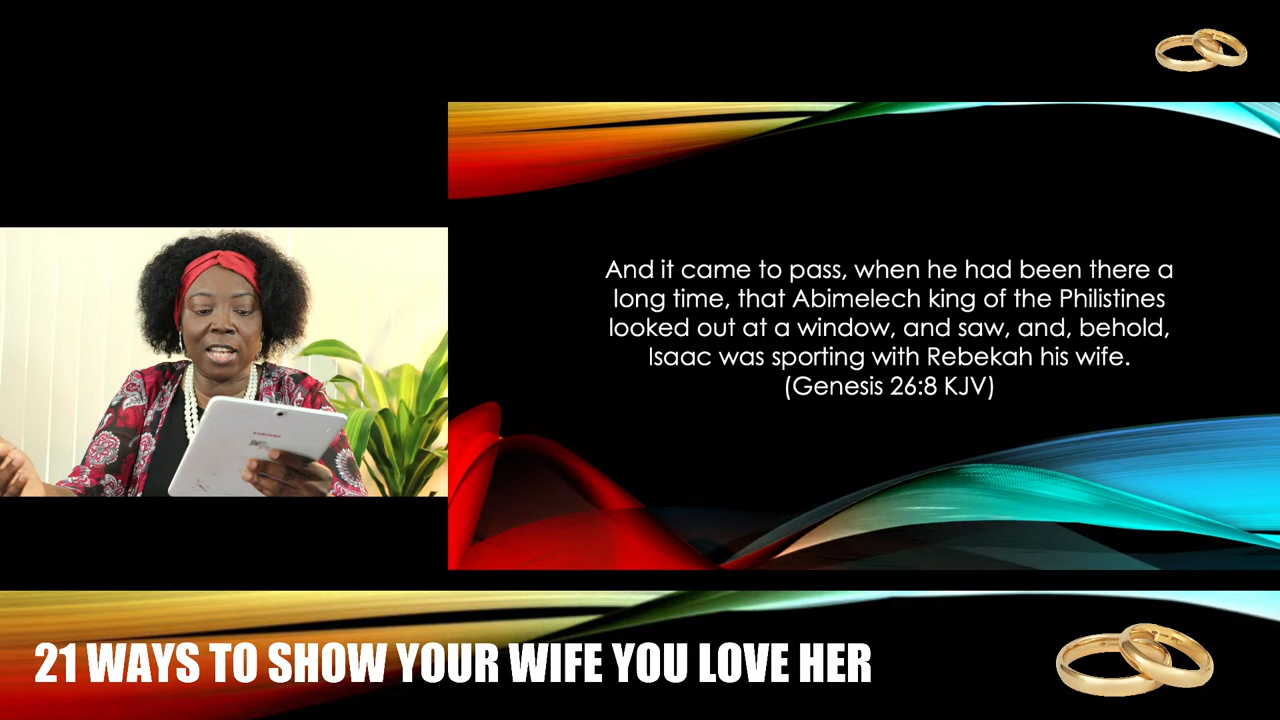 And it came to pass, when he had been there a
long time, that Abimelech king of the Philistines
looked out at a window, and saw, and, behold,
Isaac was sporting with Rebekah his wife.
(Genesis 26:8 KJV)
SAMSUNG
21 WAYS TO SHOW YOUR WIFE YOU LOVE HER